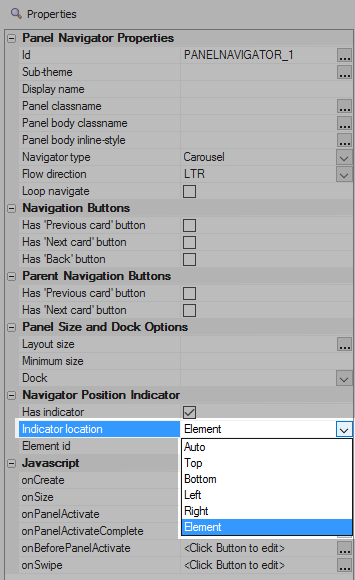 Properties
Panel Navigator Properties
Id PANELNAVIGATOR_1 ...
Sub-theme ...
Display name
Panel classname ...
Panel body classname ...
Panel body inline-style ...
Navigator type Carousel
Flow direction LTR
Loop navigate
Navigation Buttons
Has 'Previous card' button
Has 'Next card' button
Has 'Back' button
Parent Navigation Buttons
Has 'Previous card' button
Has 'Next card' button
Panel Size and Dock Options
Layout size ...
Minimum size
Dock
Navigator Position Indicator
Has indicator
Indicator location Element
Element id Auto
Top
Javascript
Bottom
onCreate
Left
onSize
Right
onPanelActivate
Element
onPanelActivateComplete
onBeforePanelActivate <Click Button to edit> ...
onSwipe <Click Button to edit> ...